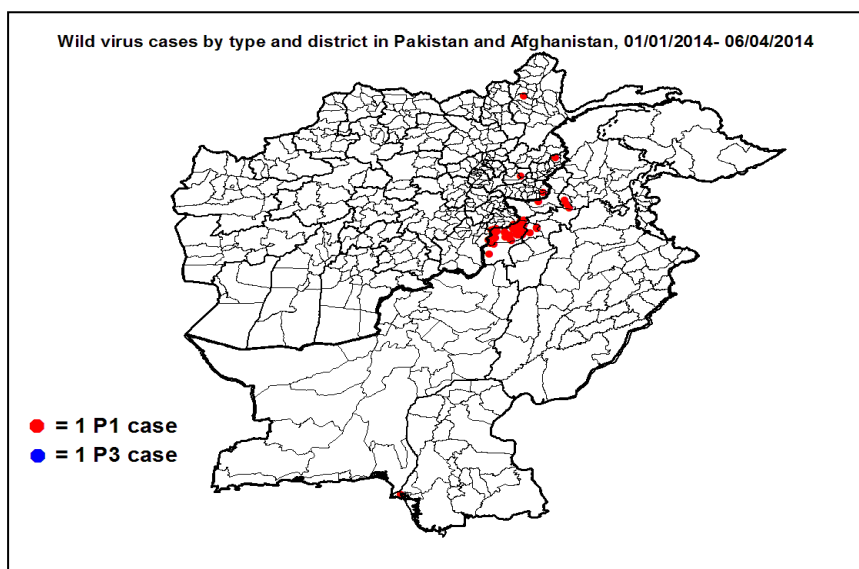 Wild virus cases by type and district in Pakistan and Afghanistan, 01/01/2014- 06/04/2014
= 1 P1 case
= 1 P3 case